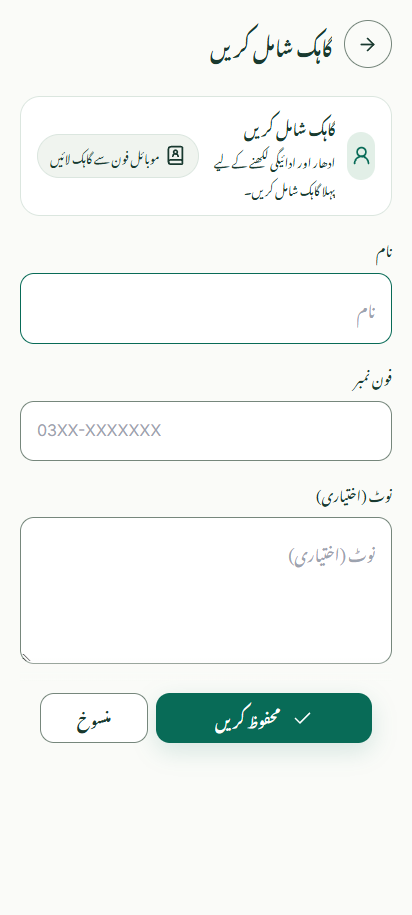 گاہک شامل کریں
گاہک شامل کریں
ادھار اور ادائیگی لکھنے کے لیے
پہلا گاہک شامل کریں۔
موبائل فون سے گاہک لائیں
نام
نام
فون نمبر
03XX-XXXXXXX
نوٹ (اختیاری)
نوٹ (اختیاری)
محفوظ کریں
منسوخ